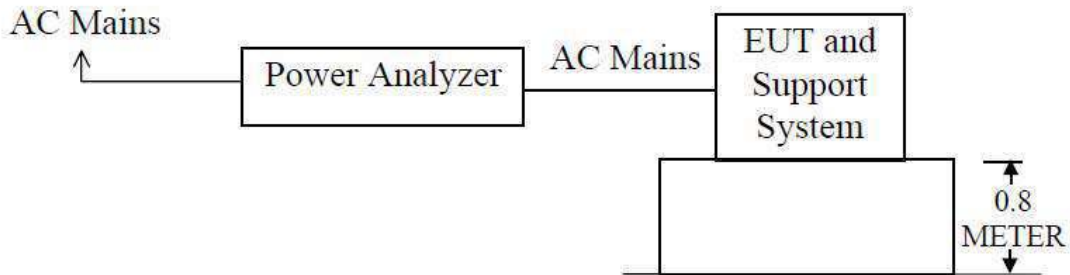 AC Mains
Power Analyzer
AC Mains
EUT and
Support
System
0.8
METER